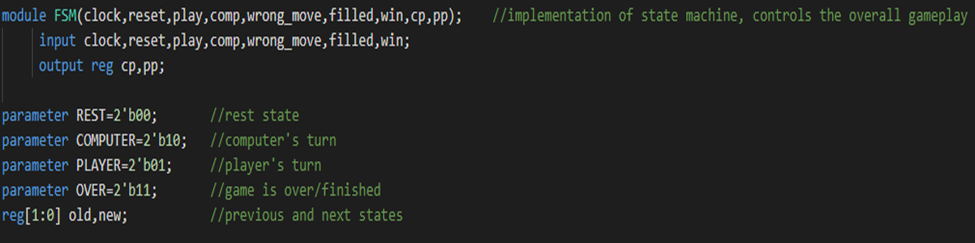 module FSM(clock,reset,play,comp,wrong_move,filled,win,cp,pp);    //implementation of state machine, controls the overall gameplay
    input clock,reset,play,comp,wrong_move,filled,win;
    output reg cp,pp;
parameter REST=2'b00;       //rest state
parameter COMPUTER=2'b10;   //computer's turn
parameter PLAYER=2'b01;     //player's turn
parameter OVER=2'b11;       //game is over/finished
reg[1:0] old,new;           //previous and next states